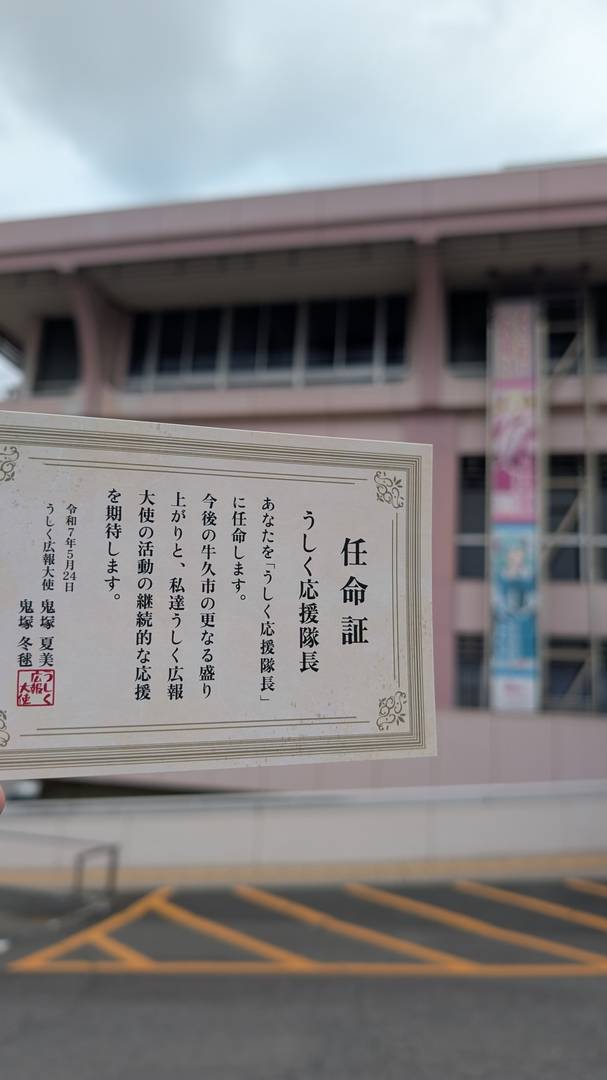 任命証
うしく応援隊長
あなたを「うしく応援隊長」
に任命します。
今後の牛久市の更なる盛り
上がりと、私達うしく広報
大使の活動の継続的な応援
を期待します。
令和7年5月24日
うしく広報大使 鬼塚 夏美
鬼塚 冬毬
うしく
広報
大使